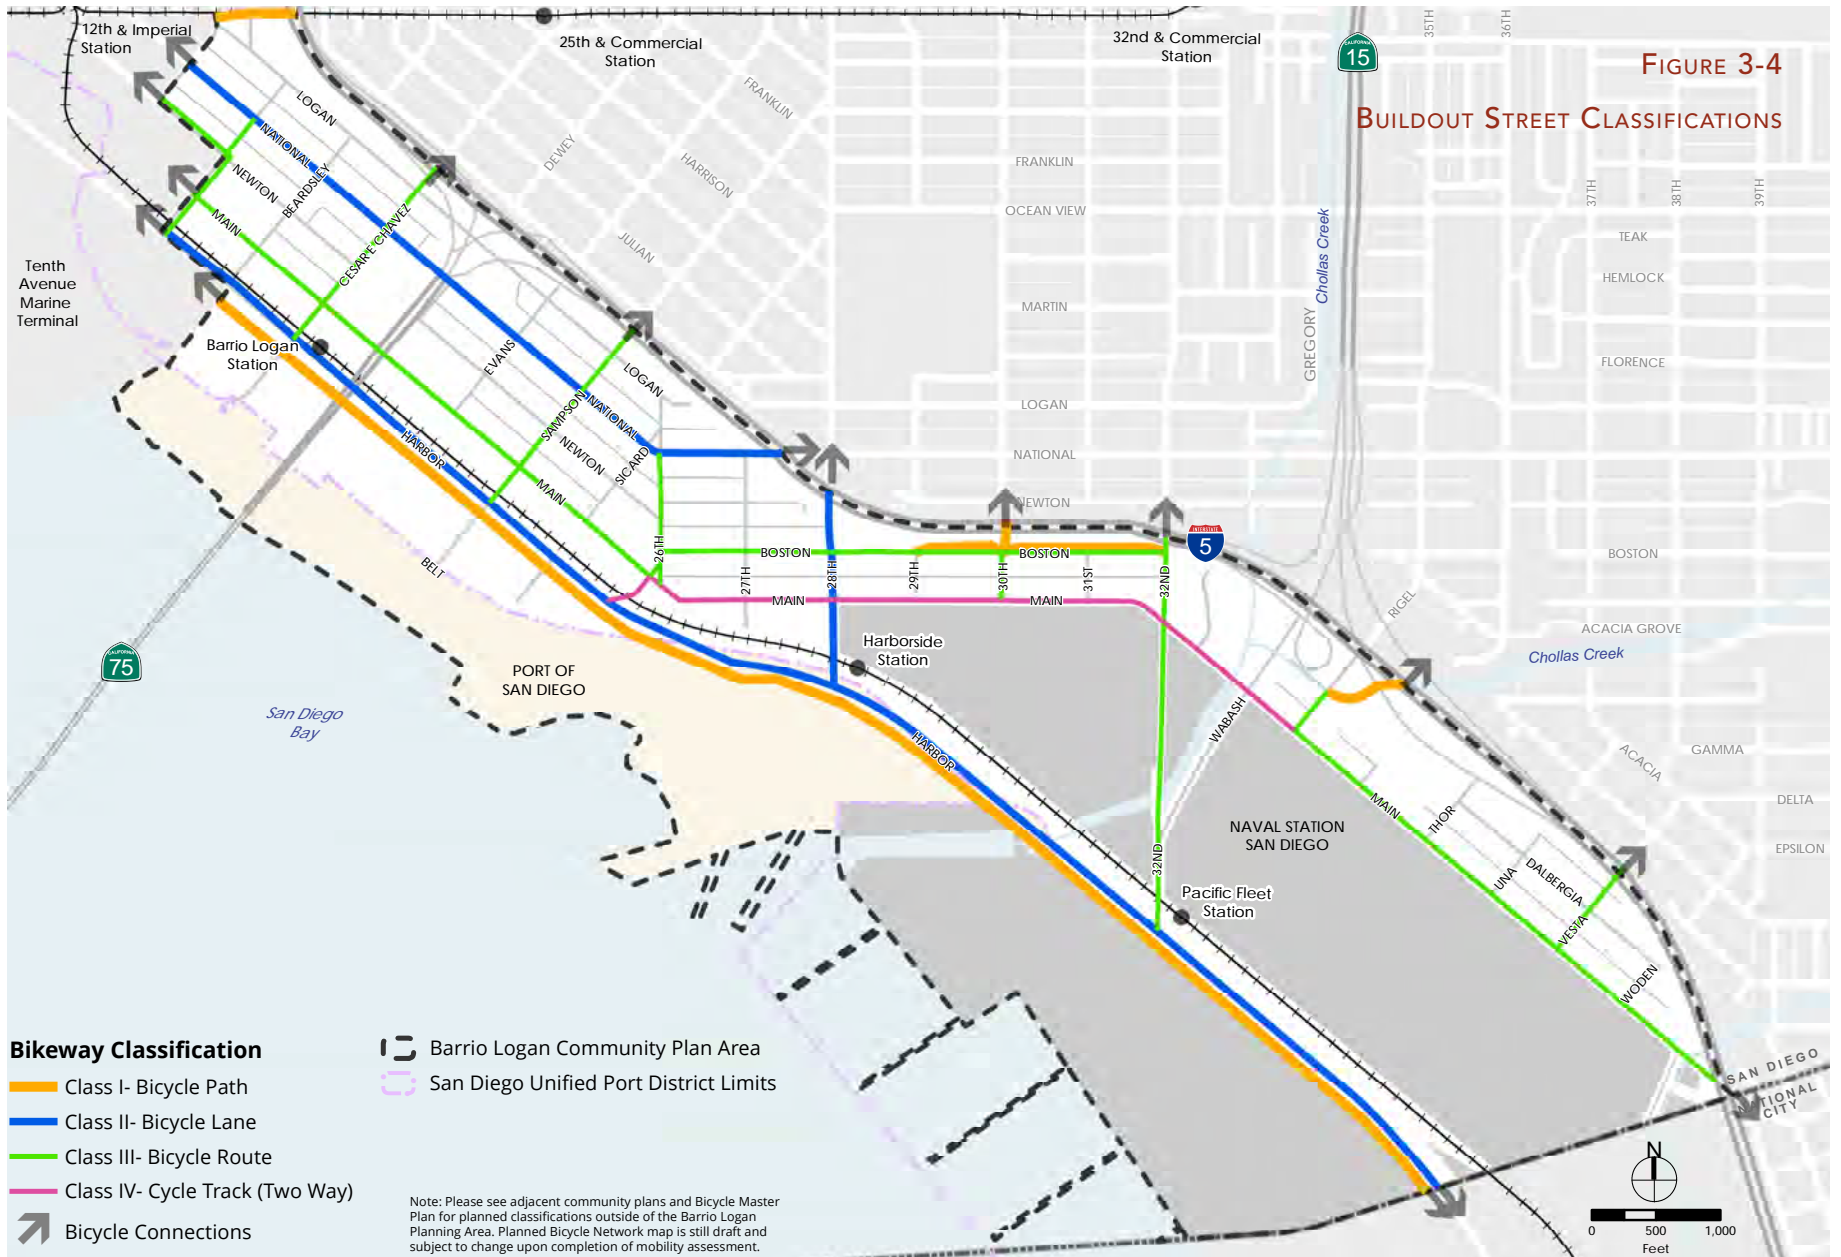 FIGURE 3-4
BUILDOUT STREET CLASSIFICATIONS
12th & Imperial
Station
25th & Commercial
Station
32nd & Commercial
Station
CALIFORNIA
15
35TH
36TH
FRANKLIN
DEWEY
HARRISON
JULIAN
FRANKLIN
OCEAN VIEW
MARTIN
LOGAN
NATIONAL
NEWTON
GREGORY
Chollas Creek
37TH
38TH
39TH
TEAK
HEMLOCK
FLORENCE
BOSTON
ACACIA GROVE
Chollas Creek
RIGEL
ACACIA
GAMMA
DELTA
EPSILON
LOGAN
NATIONAL
BEARDSLEY
NEWTON
MAIN
CESAR E CHAVEZ
Tenth
Avenue
Marine
Terminal
Barrio Logan
Station
HARBOR
EVANS
LOGAN
SAMPSON
NATIONAL
NEWTON
SICARD
MAIN
BELT
26TH
BOSTON
BOSTON
27TH
28TH
29TH
30TH
31ST
32ND
MAIN
MAIN
INTERSTATE
5
Harborside
Station
CALIFORNIA
75
PORT OF
SAN DIEGO
San Diego
Bay
HARBOR
WABASH
MAIN
THOR
NAVAL STATION
SAN DIEGO
32ND
UNA
DALBERGIA
VESTA
WODEN
Pacific Fleet
Station
SAN DIEGO
NATIONAL
CITY
Bikeway Classification
Class I- Bicycle Path
Class II- Bicycle Lane
Class III- Bicycle Route
Class IV- Cycle Track (Two Way)
Bicycle Connections
Barrio Logan Community Plan Area
San Diego Unified Port District Limits
Note: Please see adjacent community plans and Bicycle Master
Plan for planned classifications outside of the Barrio Logan
Planning Area. Planned Bicycle Network map is still draft and
subject to change upon completion of mobility assessment.
N
0 500 1,000
Feet